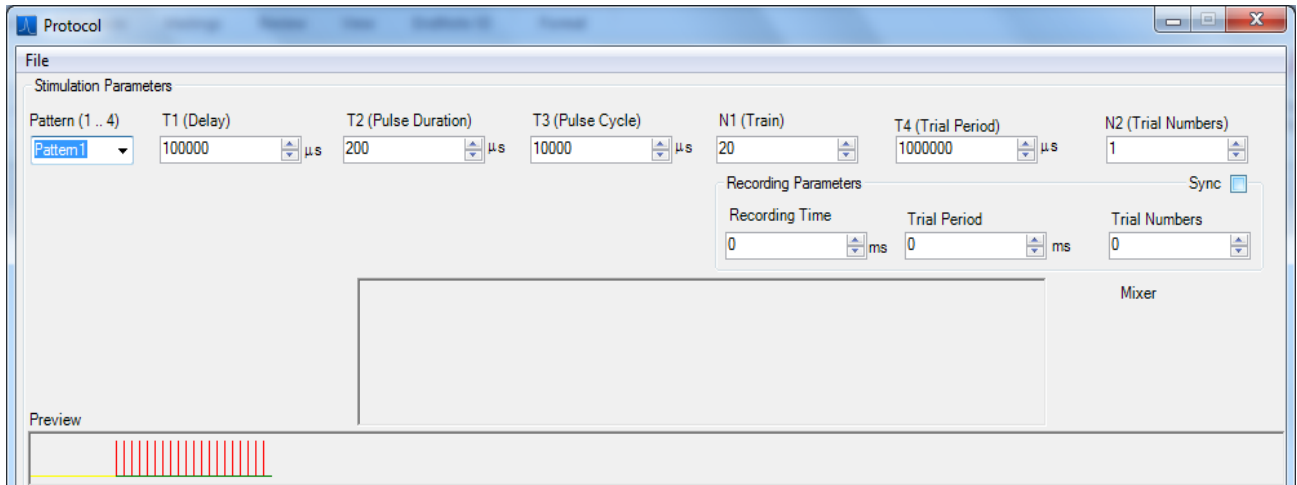 Protocol
File
Stimulation Parameters
Pattern (1 .. 4)
T1 (Delay)
T2 (Pulse Duration)
T3 (Pulse Cycle)
N1 (Train)
T4 (Trial Period)
N2 (Trial Numbers)
Pattern1
100000 μs
200 μs
10000 μs
20
1000000 μs
1
Recording Parameters
Sync
Recording Time
Trial Period
Trial Numbers
0 ms
0 ms
0
Mixer
Preview